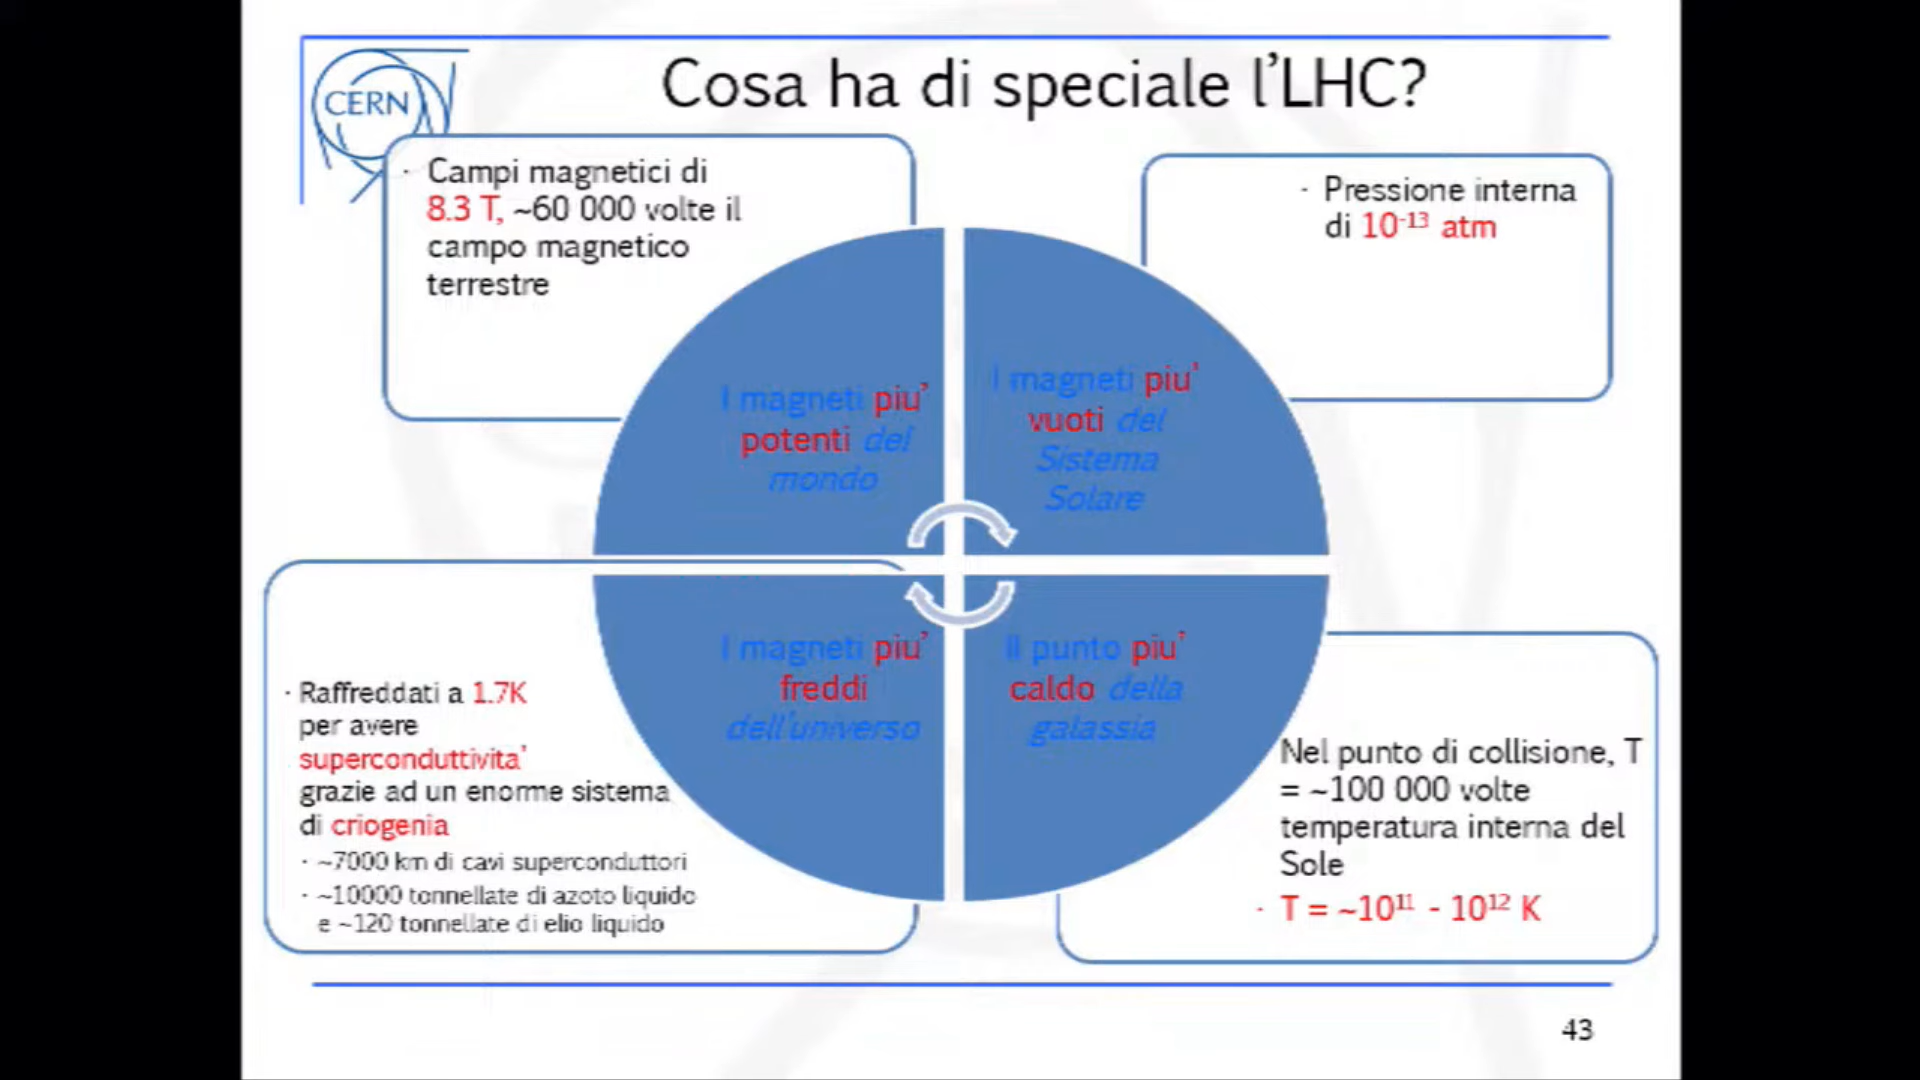 CERN
Cosa ha di speciale l’LHC?
· Campi magnetici di
8.3 T, ~60 000 volte il
campo magnetico
terrestre
· Pressione interna
di 10⁻¹³ atm
I magneti piu’
potenti del
mondo
I magneti piu’
vuoti del
Sistema
Solare
I magneti piu’
freddi
dell’universo
Il punto piu’
caldo della
galassia
· Raffreddati a 1.7K
per avere
superconduttivita’
grazie ad un enorme sistema
di criogenia
· ~7000 km di cavi superconduttori
· ~10000 tonnellate di azoto liquido
e ~120 tonnellate di elio liquido
Nel punto di collisione, T
= ~100 000 volte
temperatura interna del
Sole
· T = ~10¹¹ - 10¹² K
43